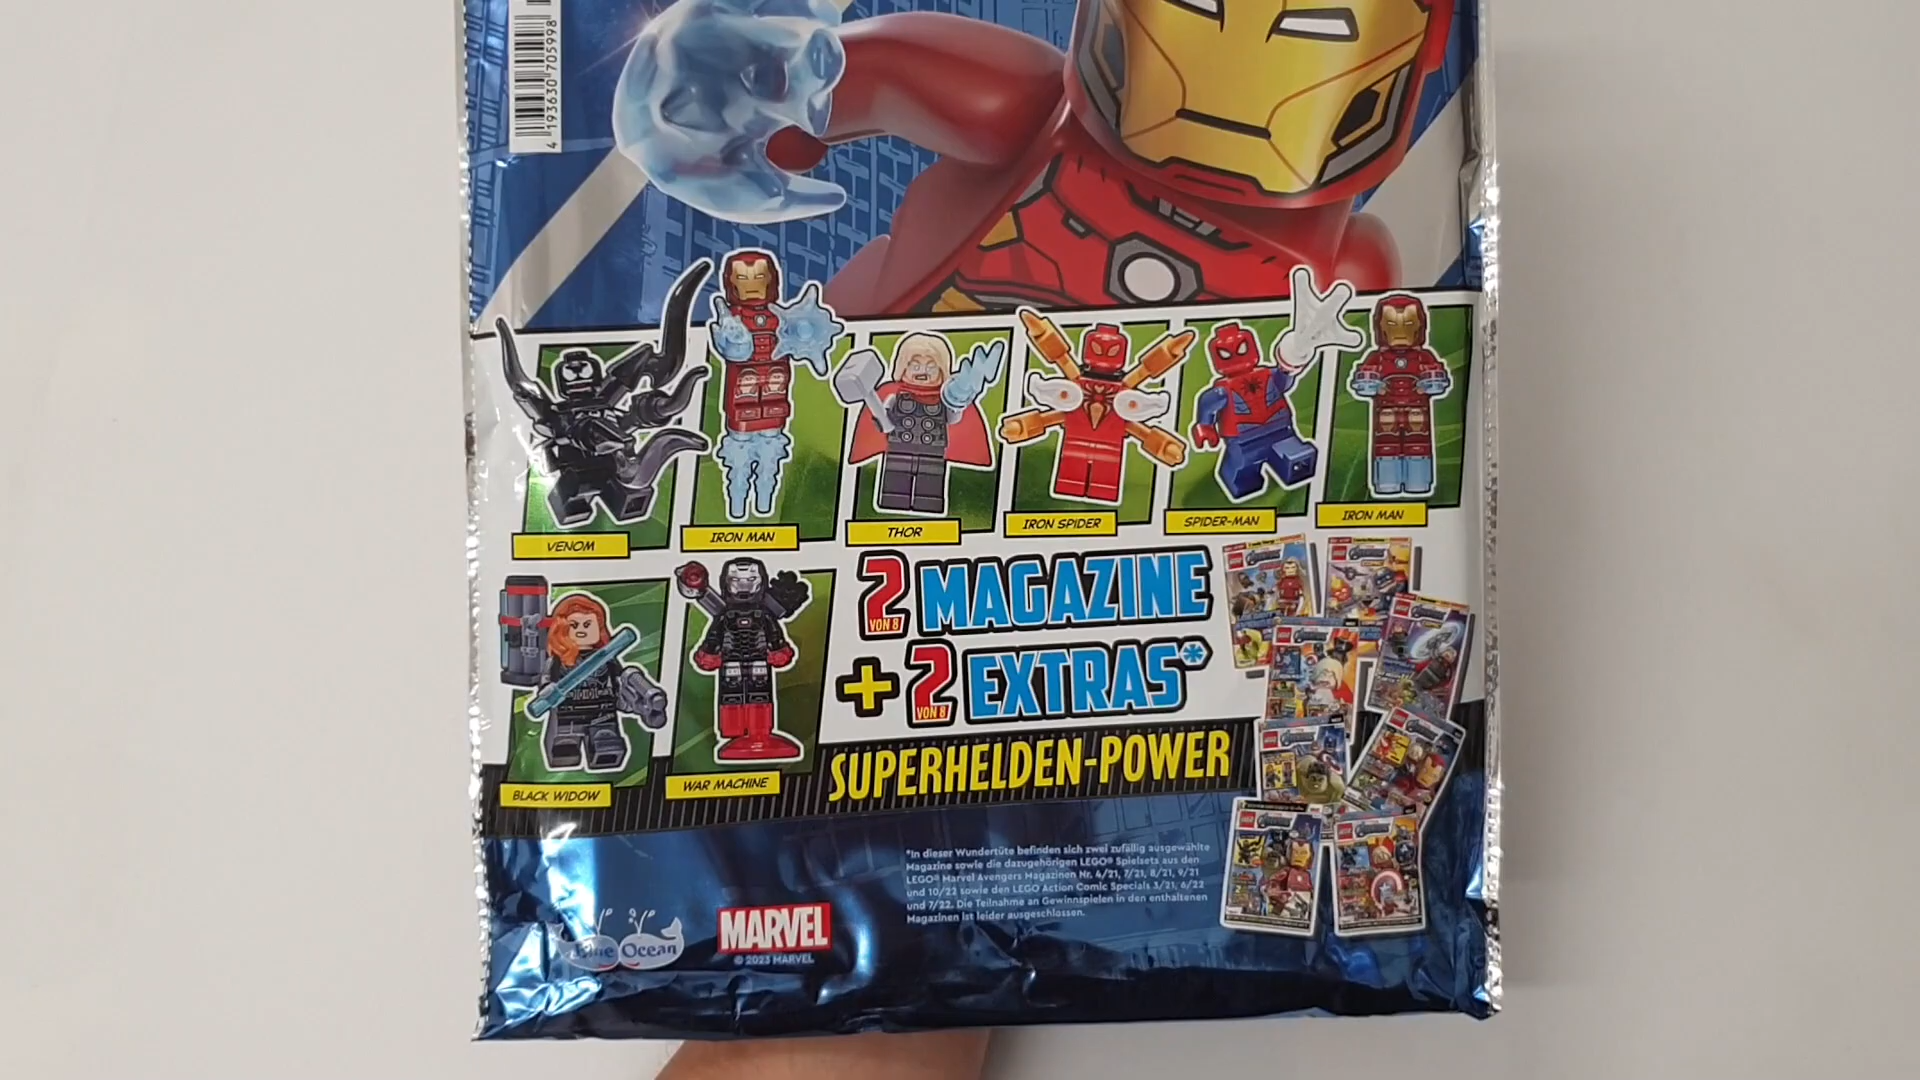 4 193630 705998
VENOM
IRON MAN
THOR
IRON SPIDER
SPIDER-MAN
IRON MAN
BLACK WIDOW
WAR MACHINE
2 VON 8 MAGAZINE
+ 2 VON 8 EXTRAS*
SUPERHELDEN-POWER
*In dieser Wundertüte befinden sich zwei zufällig ausgewählte
Magazine sowie die dazugehörigen LEGO® Spielsets aus den
LEGO® Marvel Avengers Magazinen Nr. 4/21, 7/21, 8/21, 9/21
und 10/22 sowie den LEGO Action Comic Specials 3/21, 6/22
und 7/22. Die Teilnahme an Gewinnspielen in den enthaltenen
Magazinen ist leider ausgeschlossen.
Blue Ocean
MARVEL
© 2023 MARVEL